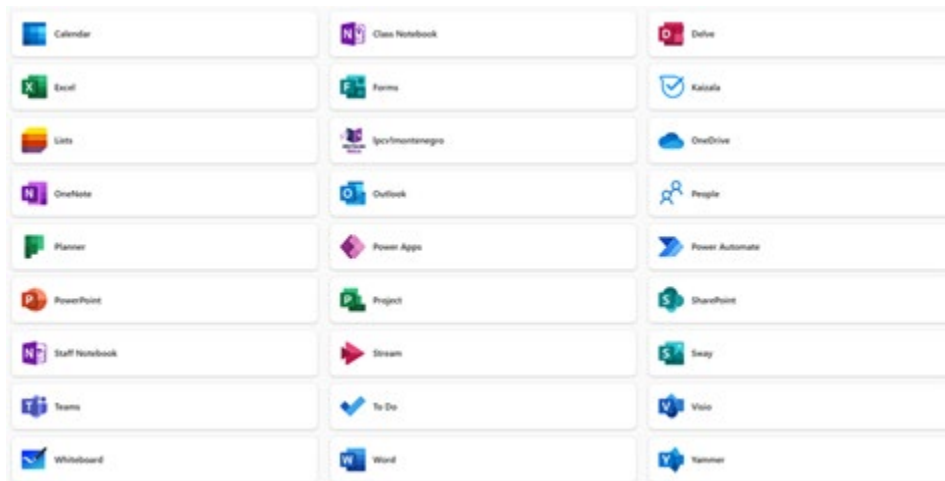 Calendar
Class Notebook
Delve
Excel
Forms
Kaizala
Lists
OneDrive
OneNote
Outlook
People
Planner
Power Apps
Power Automate
PowerPoint
Project
SharePoint
Staff Notebook
Stream
Sway
Teams
To Do
Visio
Whiteboard
Word
Yammer